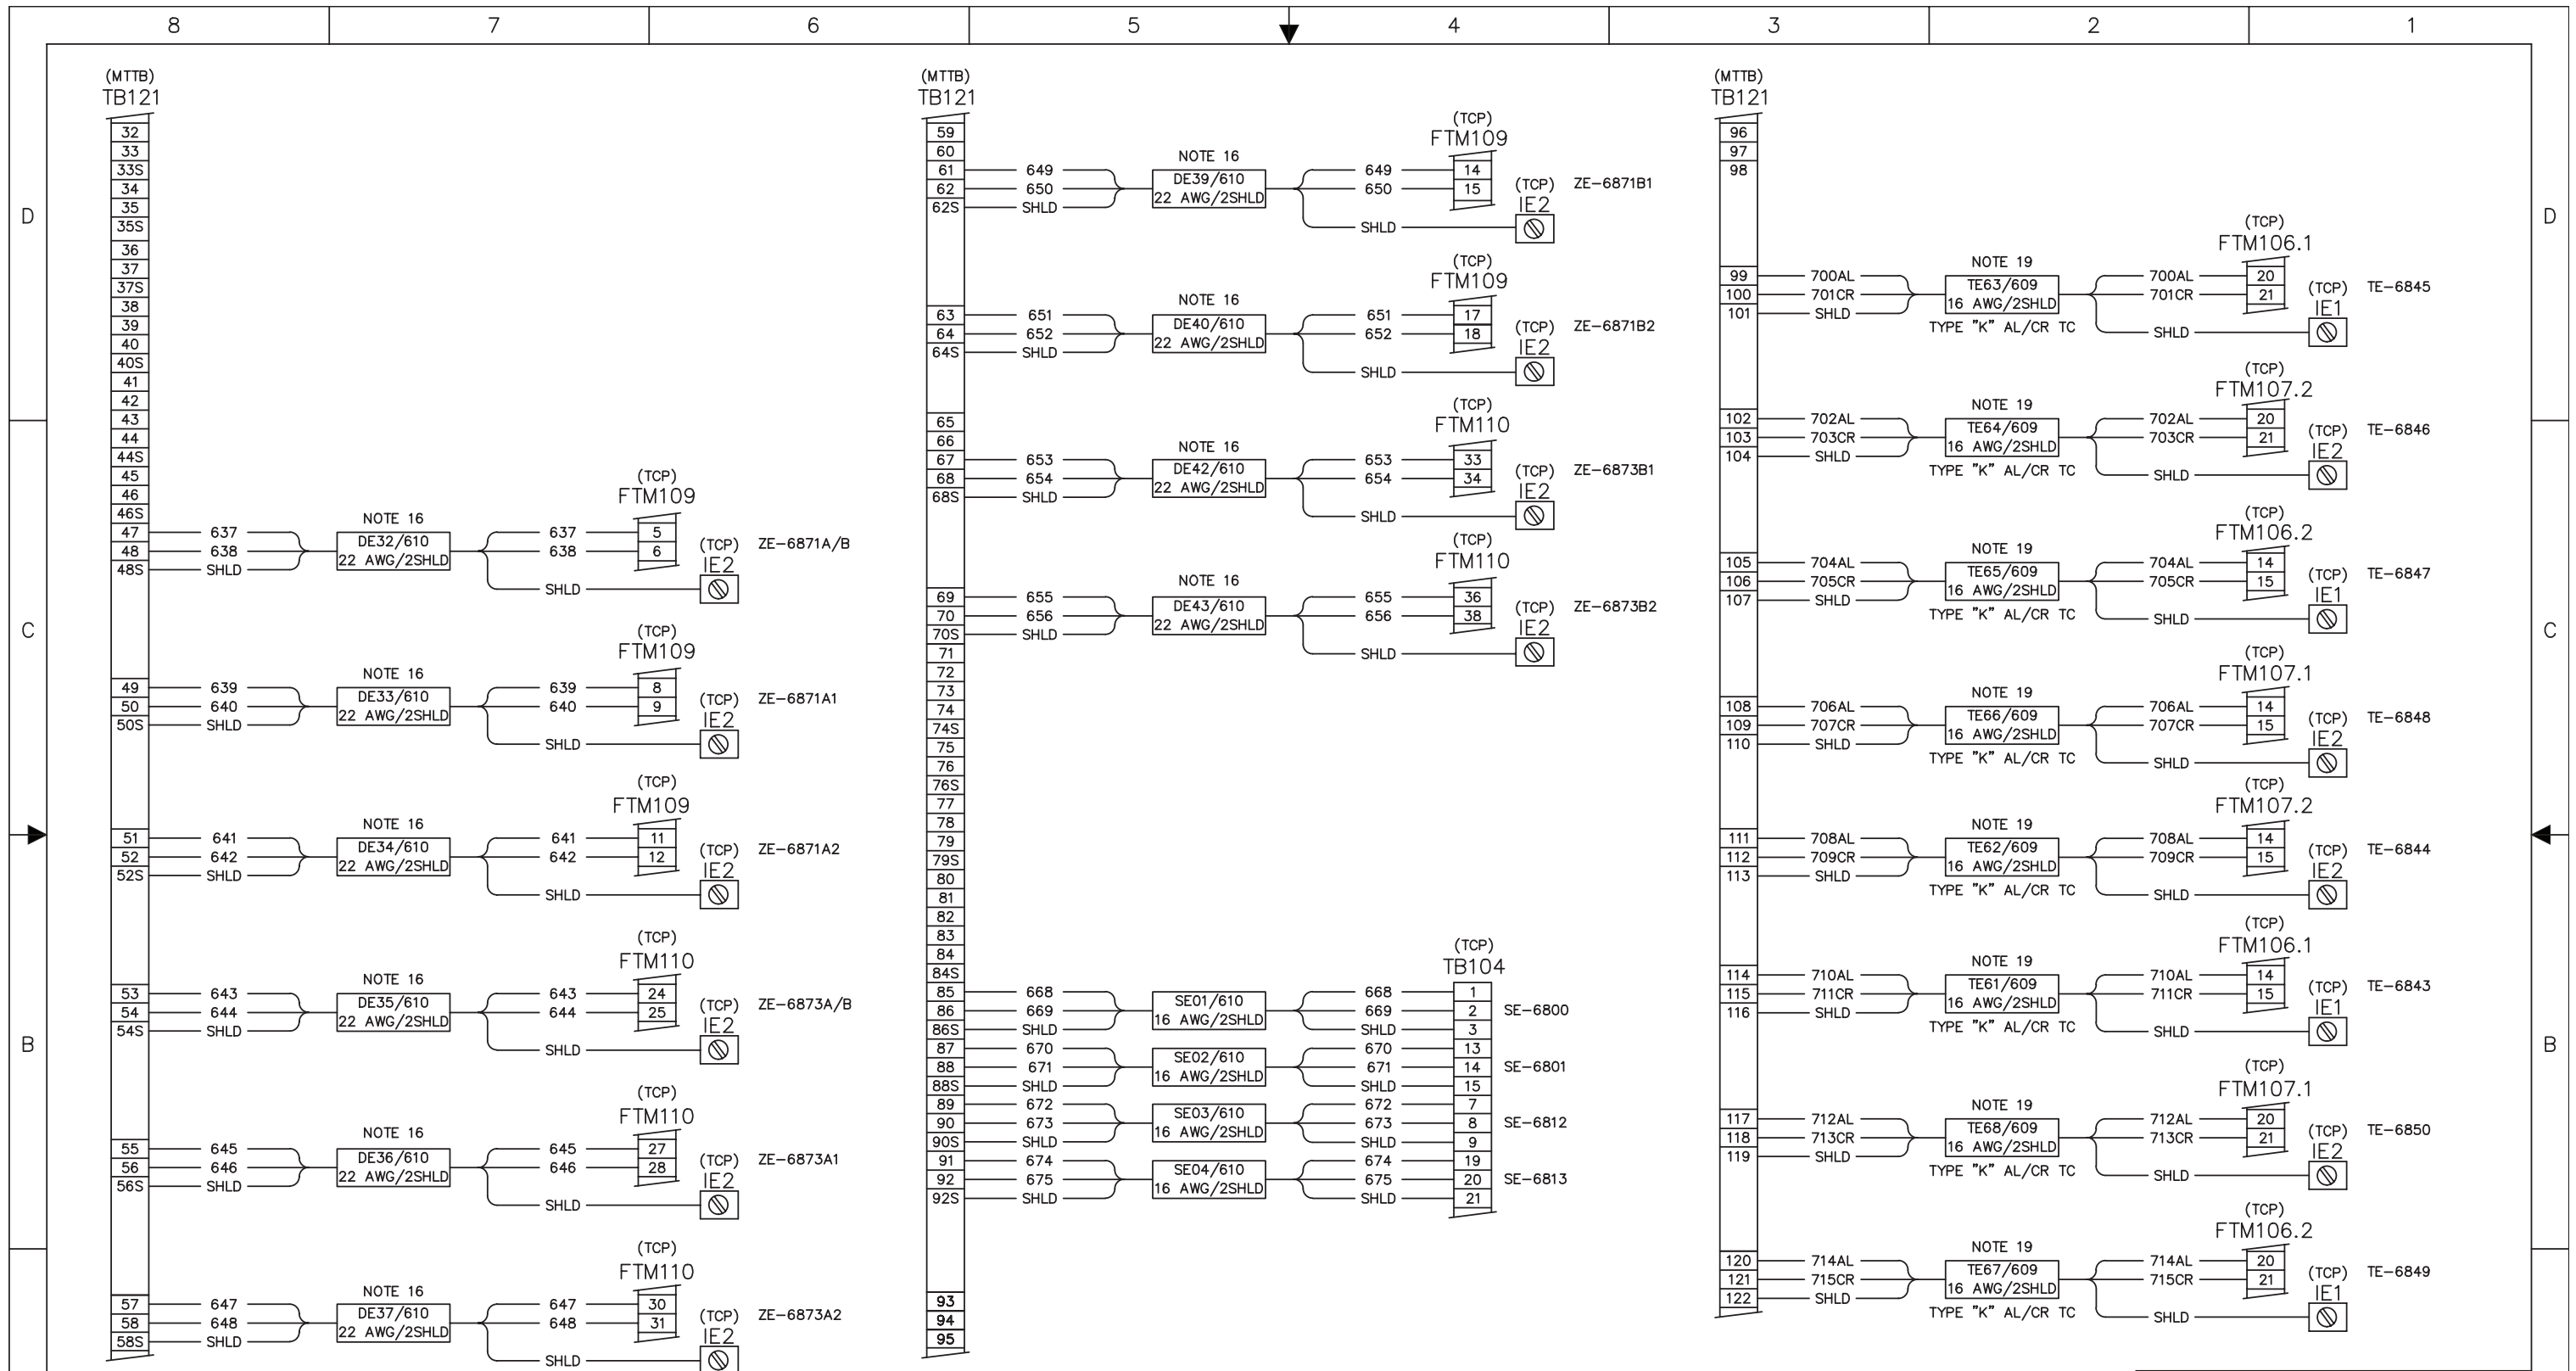 8 7 6 5 4 3 2 1
D
C
B
D
C
B
(MTTB)
TB121
32
33
33S
34
35
35S
36
37
37S
38
39
40
40S
41
42
43
44
44S
45
46
46S
47 637 637 5
48 638 638 6
48S SHLD SHLD
NOTE 16
DE32/610
22 AWG/2SHLD
(TCP)
FTM109
(TCP)
IE2
ZE-6871A/B
49 639 639 8
50 640 640 9
50S SHLD SHLD
NOTE 16
DE33/610
22 AWG/2SHLD
(TCP)
FTM109
(TCP)
IE2
ZE-6871A1
51 641 641 11
52 642 642 12
52S SHLD SHLD
NOTE 16
DE34/610
22 AWG/2SHLD
(TCP)
FTM109
(TCP)
IE2
ZE-6871A2
53 643 643 24
54 644 644 25
54S SHLD SHLD
NOTE 16
DE35/610
22 AWG/2SHLD
(TCP)
FTM110
(TCP)
IE2
ZE-6873A/B
55 645 645 27
56 646 646 28
56S SHLD SHLD
NOTE 16
DE36/610
22 AWG/2SHLD
(TCP)
FTM110
(TCP)
IE2
ZE-6873A1
57 647 647 30
58 648 648 31
58S SHLD SHLD
NOTE 16
DE37/610
22 AWG/2SHLD
(TCP)
FTM110
(TCP)
IE2
ZE-6873A2
(MTTB)
TB121
59
60
61 649 649 14
62 650 650 15
62S SHLD SHLD
NOTE 16
DE39/610
22 AWG/2SHLD
(TCP)
FTM109
(TCP)
IE2
ZE-6871B1
63 651 651 17
64 652 652 18
64S SHLD SHLD
NOTE 16
DE40/610
22 AWG/2SHLD
(TCP)
FTM109
(TCP)
IE2
ZE-6871B2
65
66
67 653 653 33
68 654 654 34
68S SHLD SHLD
NOTE 16
DE42/610
22 AWG/2SHLD
(TCP)
FTM110
(TCP)
IE2
ZE-6873B1
69 655 655 36
70 656 656 38
70S SHLD SHLD
NOTE 16
DE43/610
22 AWG/2SHLD
(TCP)
FTM110
(TCP)
IE2
ZE-6873B2
71
72
73
74
74S
75
76
76S
77
78
79
79S
80
81
82
83
84
84S
(TCP)
TB104
85 668 668 1
86 669 669 2
86S SHLD SHLD 3
SE01/610
16 AWG/2SHLD
SE-6800
87 670 670 13
88 671 671 14
88S SHLD SHLD 15
SE02/610
16 AWG/2SHLD
SE-6801
89 672 672 7
90 673 673 8
90S SHLD SHLD 9
SE03/610
16 AWG/2SHLD
SE-6812
91 674 674 19
92 675 675 20
92S SHLD SHLD 21
SE04/610
16 AWG/2SHLD
SE-6813
93
94
95
(MTTB)
TB121
96
97
98
99 700AL 700AL 20
100 701CR 701CR 21
101 SHLD SHLD
NOTE 19
TE63/609
16 AWG/2SHLD
TYPE "K" AL/CR TC
(TCP)
FTM106.1
(TCP)
IE1
TE-6845
102 702AL 702AL 20
103 703CR 703CR 21
104 SHLD SHLD
NOTE 19
TE64/609
16 AWG/2SHLD
TYPE "K" AL/CR TC
(TCP)
FTM107.2
(TCP)
IE2
TE-6846
105 704AL 704AL 14
106 705CR 705CR 15
107 SHLD SHLD
NOTE 19
TE65/609
16 AWG/2SHLD
TYPE "K" AL/CR TC
(TCP)
FTM106.2
(TCP)
IE1
TE-6847
108 706AL 706AL 14
109 707CR 707CR 15
110 SHLD SHLD
NOTE 19
TE66/609
16 AWG/2SHLD
TYPE "K" AL/CR TC
(TCP)
FTM107.1
(TCP)
IE2
TE-6848
111 708AL 708AL 14
112 709CR 709CR 15
113 SHLD SHLD
NOTE 19
TE62/609
16 AWG/2SHLD
TYPE "K" AL/CR TC
(TCP)
FTM107.2
(TCP)
IE2
TE-6844
114 710AL 710AL 14
115 711CR 711CR 15
116 SHLD SHLD
NOTE 19
TE61/609
16 AWG/2SHLD
TYPE "K" AL/CR TC
(TCP)
FTM106.1
(TCP)
IE1
TE-6843
117 712AL 712AL 20
118 713CR 713CR 21
119 SHLD SHLD
NOTE 19
TE68/609
16 AWG/2SHLD
TYPE "K" AL/CR TC
(TCP)
FTM107.1
(TCP)
IE2
TE-6850
120 714AL 714AL 20
121 715CR 715CR 21
122 SHLD SHLD
NOTE 19
TE67/609
16 AWG/2SHLD
TYPE "K" AL/CR TC
(TCP)
FTM106.2
(TCP)
IE1
TE-6849